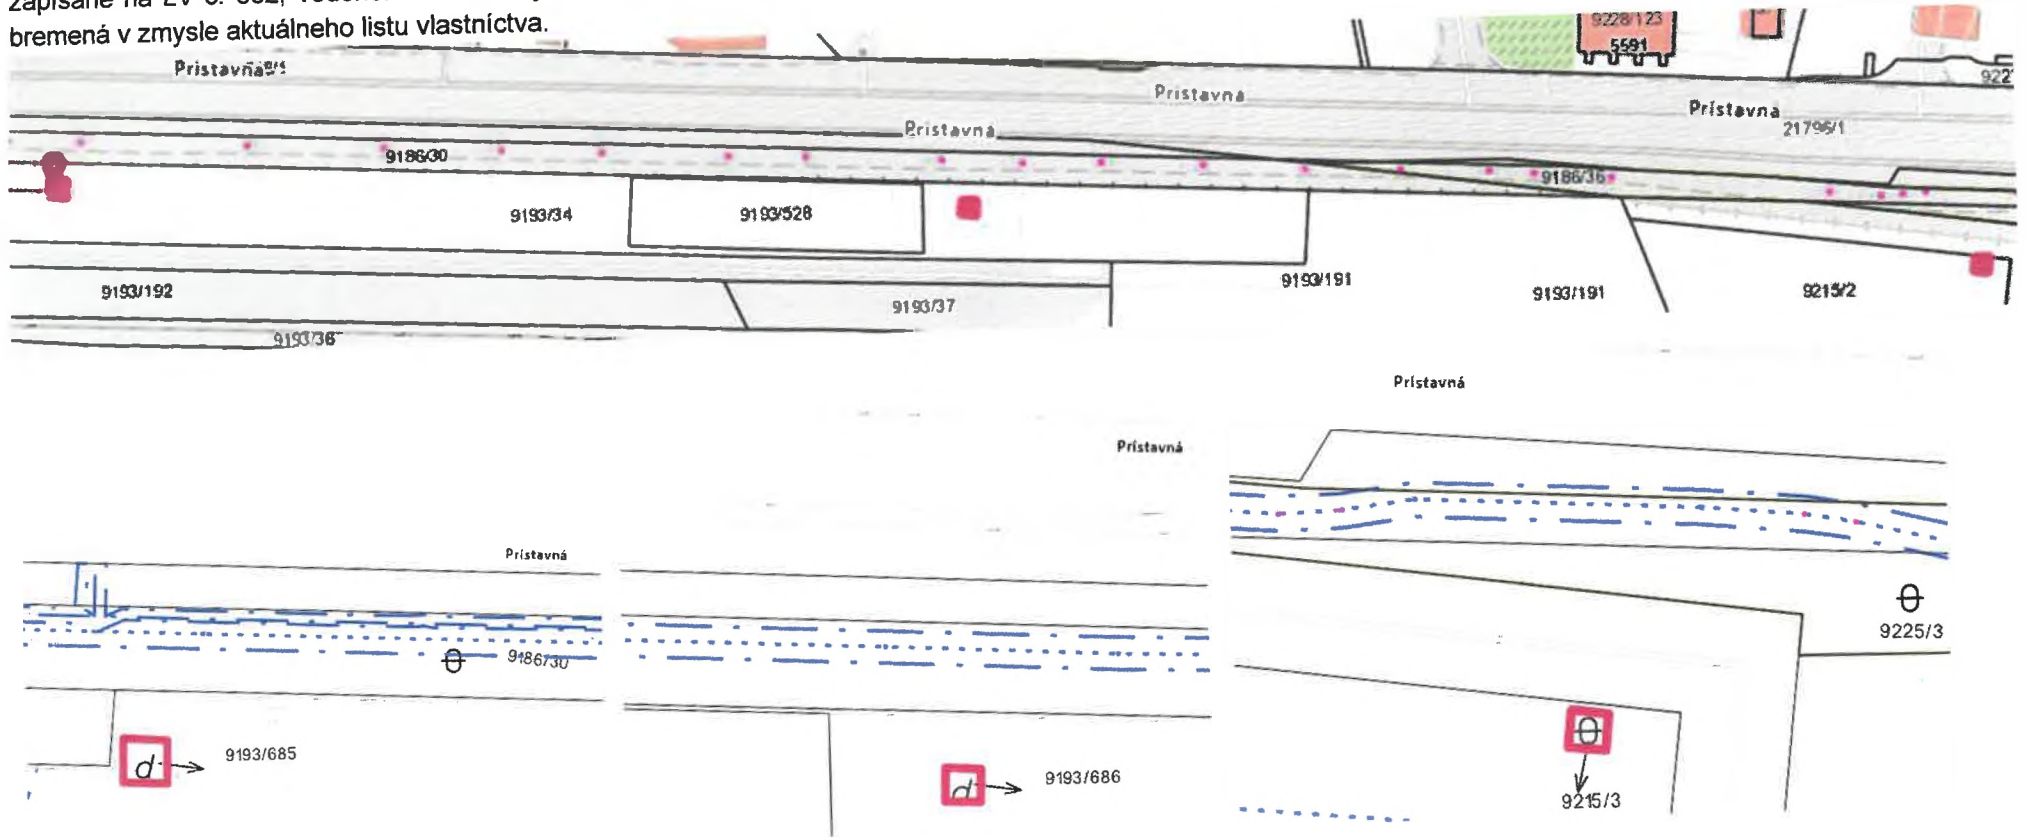 bremená v zmysle aktuálneho listu vlastníctva.
9228/123
5591
Prístavná
Prístavná
Prístavná
21796/1
Prístavná
9186/30
9186/36
9193/34
9193/528
9193/192
9193/37
9193/191
9193/191
9215/2
9193/36
Prístavná
Prístavná
Prístavná
9186/30
9225/3
d
9193/685
d
9193/686
9215/3